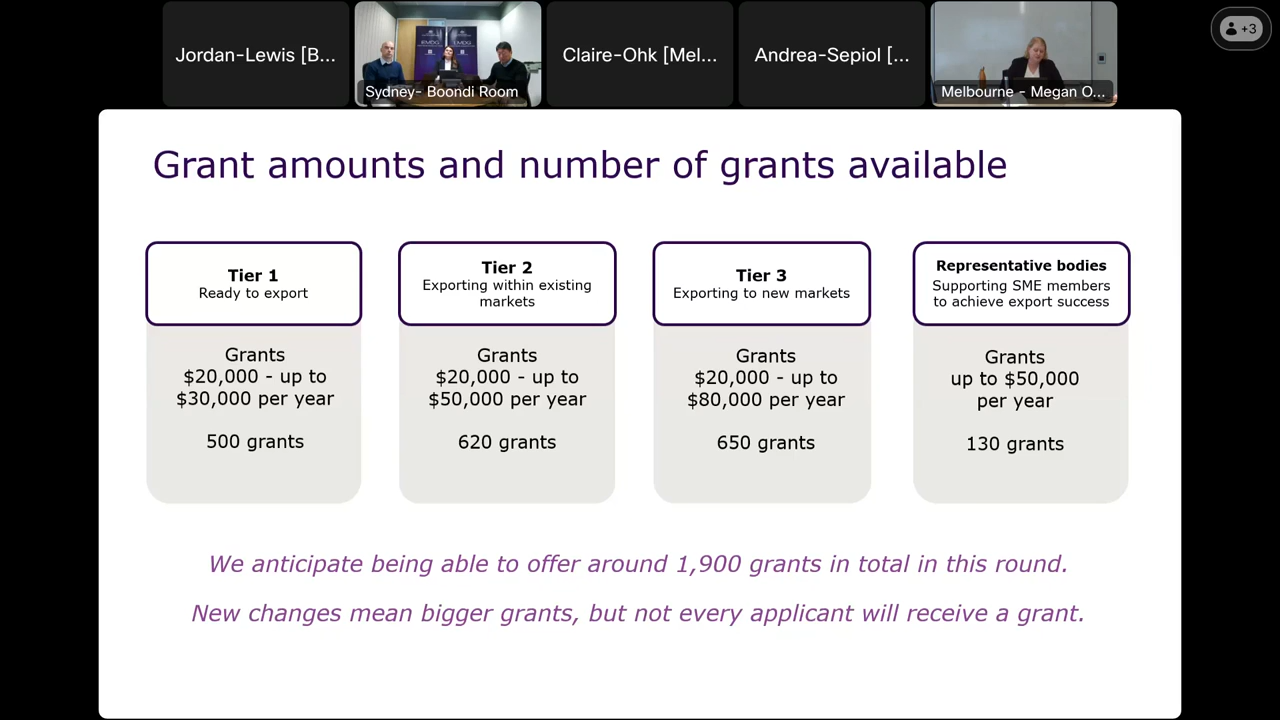 Jordan-Lewis [B...
Sydney- Boondi Room
Claire-Ohk [Mel...
Andrea-Sepiol [...
Melbourne - Megan O...
+3
EMDG
EMDG
Grant amounts and number of grants available
Tier 1
Ready to export
Grants
$20,000 - up to
$30,000 per year
500 grants
Tier 2
Exporting within existing
markets
Grants
$20,000 - up to
$50,000 per year
620 grants
Tier 3
Exporting to new markets
Grants
$20,000 - up to
$80,000 per year
650 grants
Representative bodies
Supporting SME members
to achieve export success
Grants
up to $50,000
per year
130 grants
We anticipate being able to offer around 1,900 grants in total in this round.
New changes mean bigger grants, but not every applicant will receive a grant.